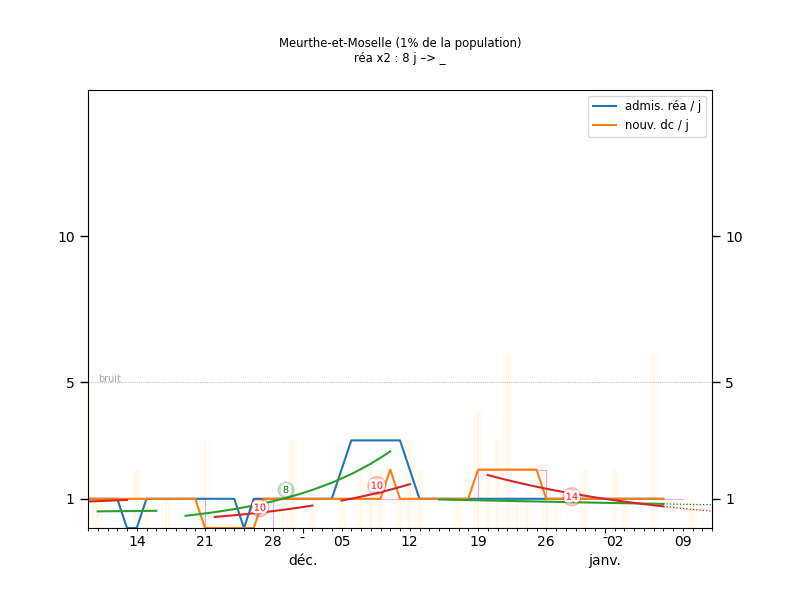 Meurthe-et-Moselle (1% de la population)
réa x2 : 8 j −> _
admis. réa / j
nouv. dc / j
10 10
bruit
5 5
8
10
14
10
1 1
14 21 28 - 05 12 19 26 -02 09
déc. janv.